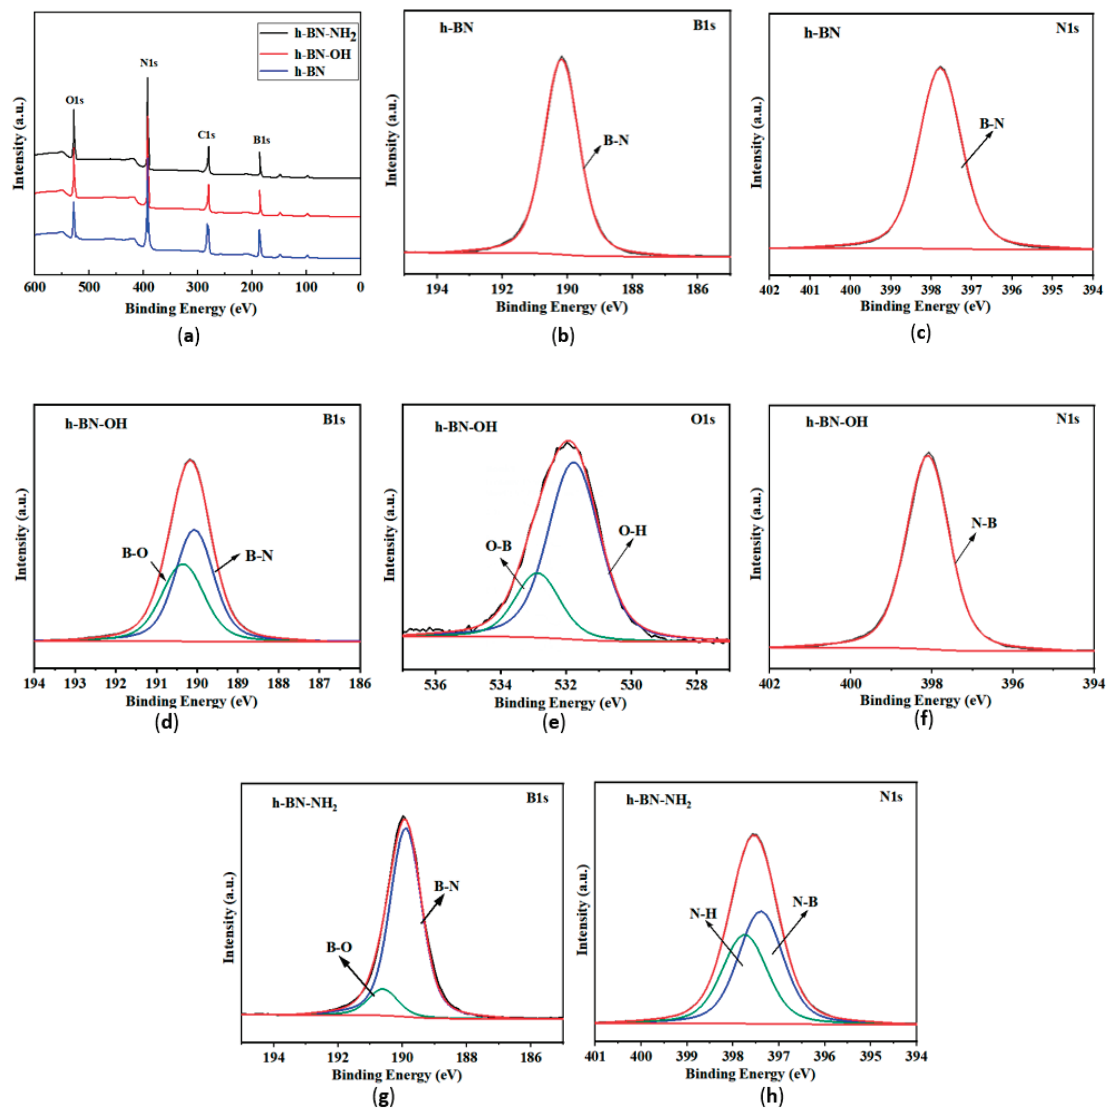 h-BN-NH2
h-BN-OH
h-BN
O1s
N1s
C1s
B1s
Intensity (a.u.)
600 500 400 300 200 100 0
Binding Energy (eV)
(a)
h-BN B1s
B-N
Intensity (a.u.)
194 192 190 188 186
Binding Energy (eV)
(b)
h-BN N1s
B-N
Intensity (a.u.)
402 401 400 399 398 397 396 395 394
Binding Energy (eV)
(c)
h-BN-OH B1s
B-O
B-N
Intensity (a.u.)
194 193 192 191 190 189 188 187 186
Binding Energy (eV)
(d)
h-BN-OH O1s
O-B
O-H
Intensity (a.u.)
536 534 532 530 528
Binding Energy (eV)
(e)
h-BN-OH N1s
N-B
Intensity (a.u.)
402 400 398 396 394
Binding Energy (eV)
(f)
h-BN-NH2 B1s
B-N
B-O
Intensity (a.u.)
194 192 190 188 186
Binding Energy (eV)
(g)
h-BN-NH2 N1s
N-H
N-B
Intensity (a.u.)
401 400 399 398 397 396 395 394
Binding Energy (eV)
(h)